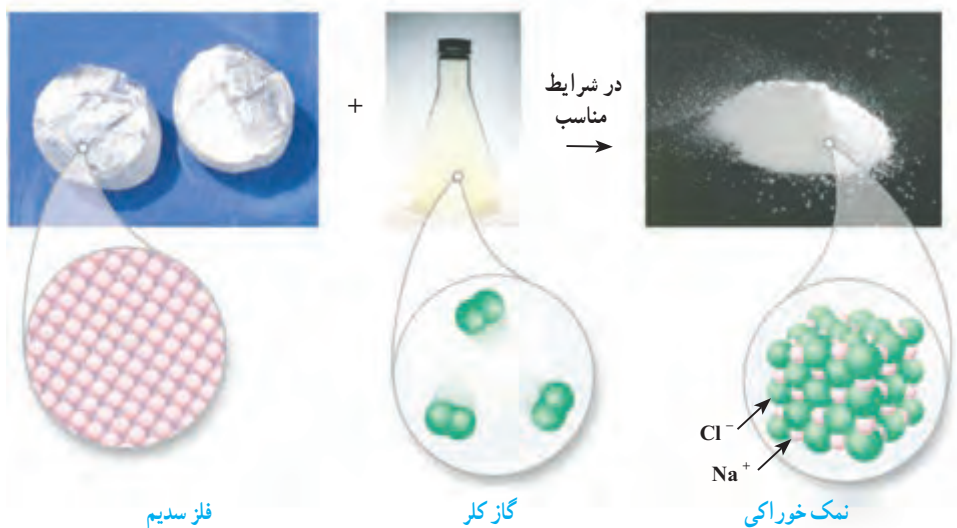 +
در شرایط
مناسب
→
Cl⁻
Na⁺
فلز سدیم
گاز کلر
نمک خوراکی